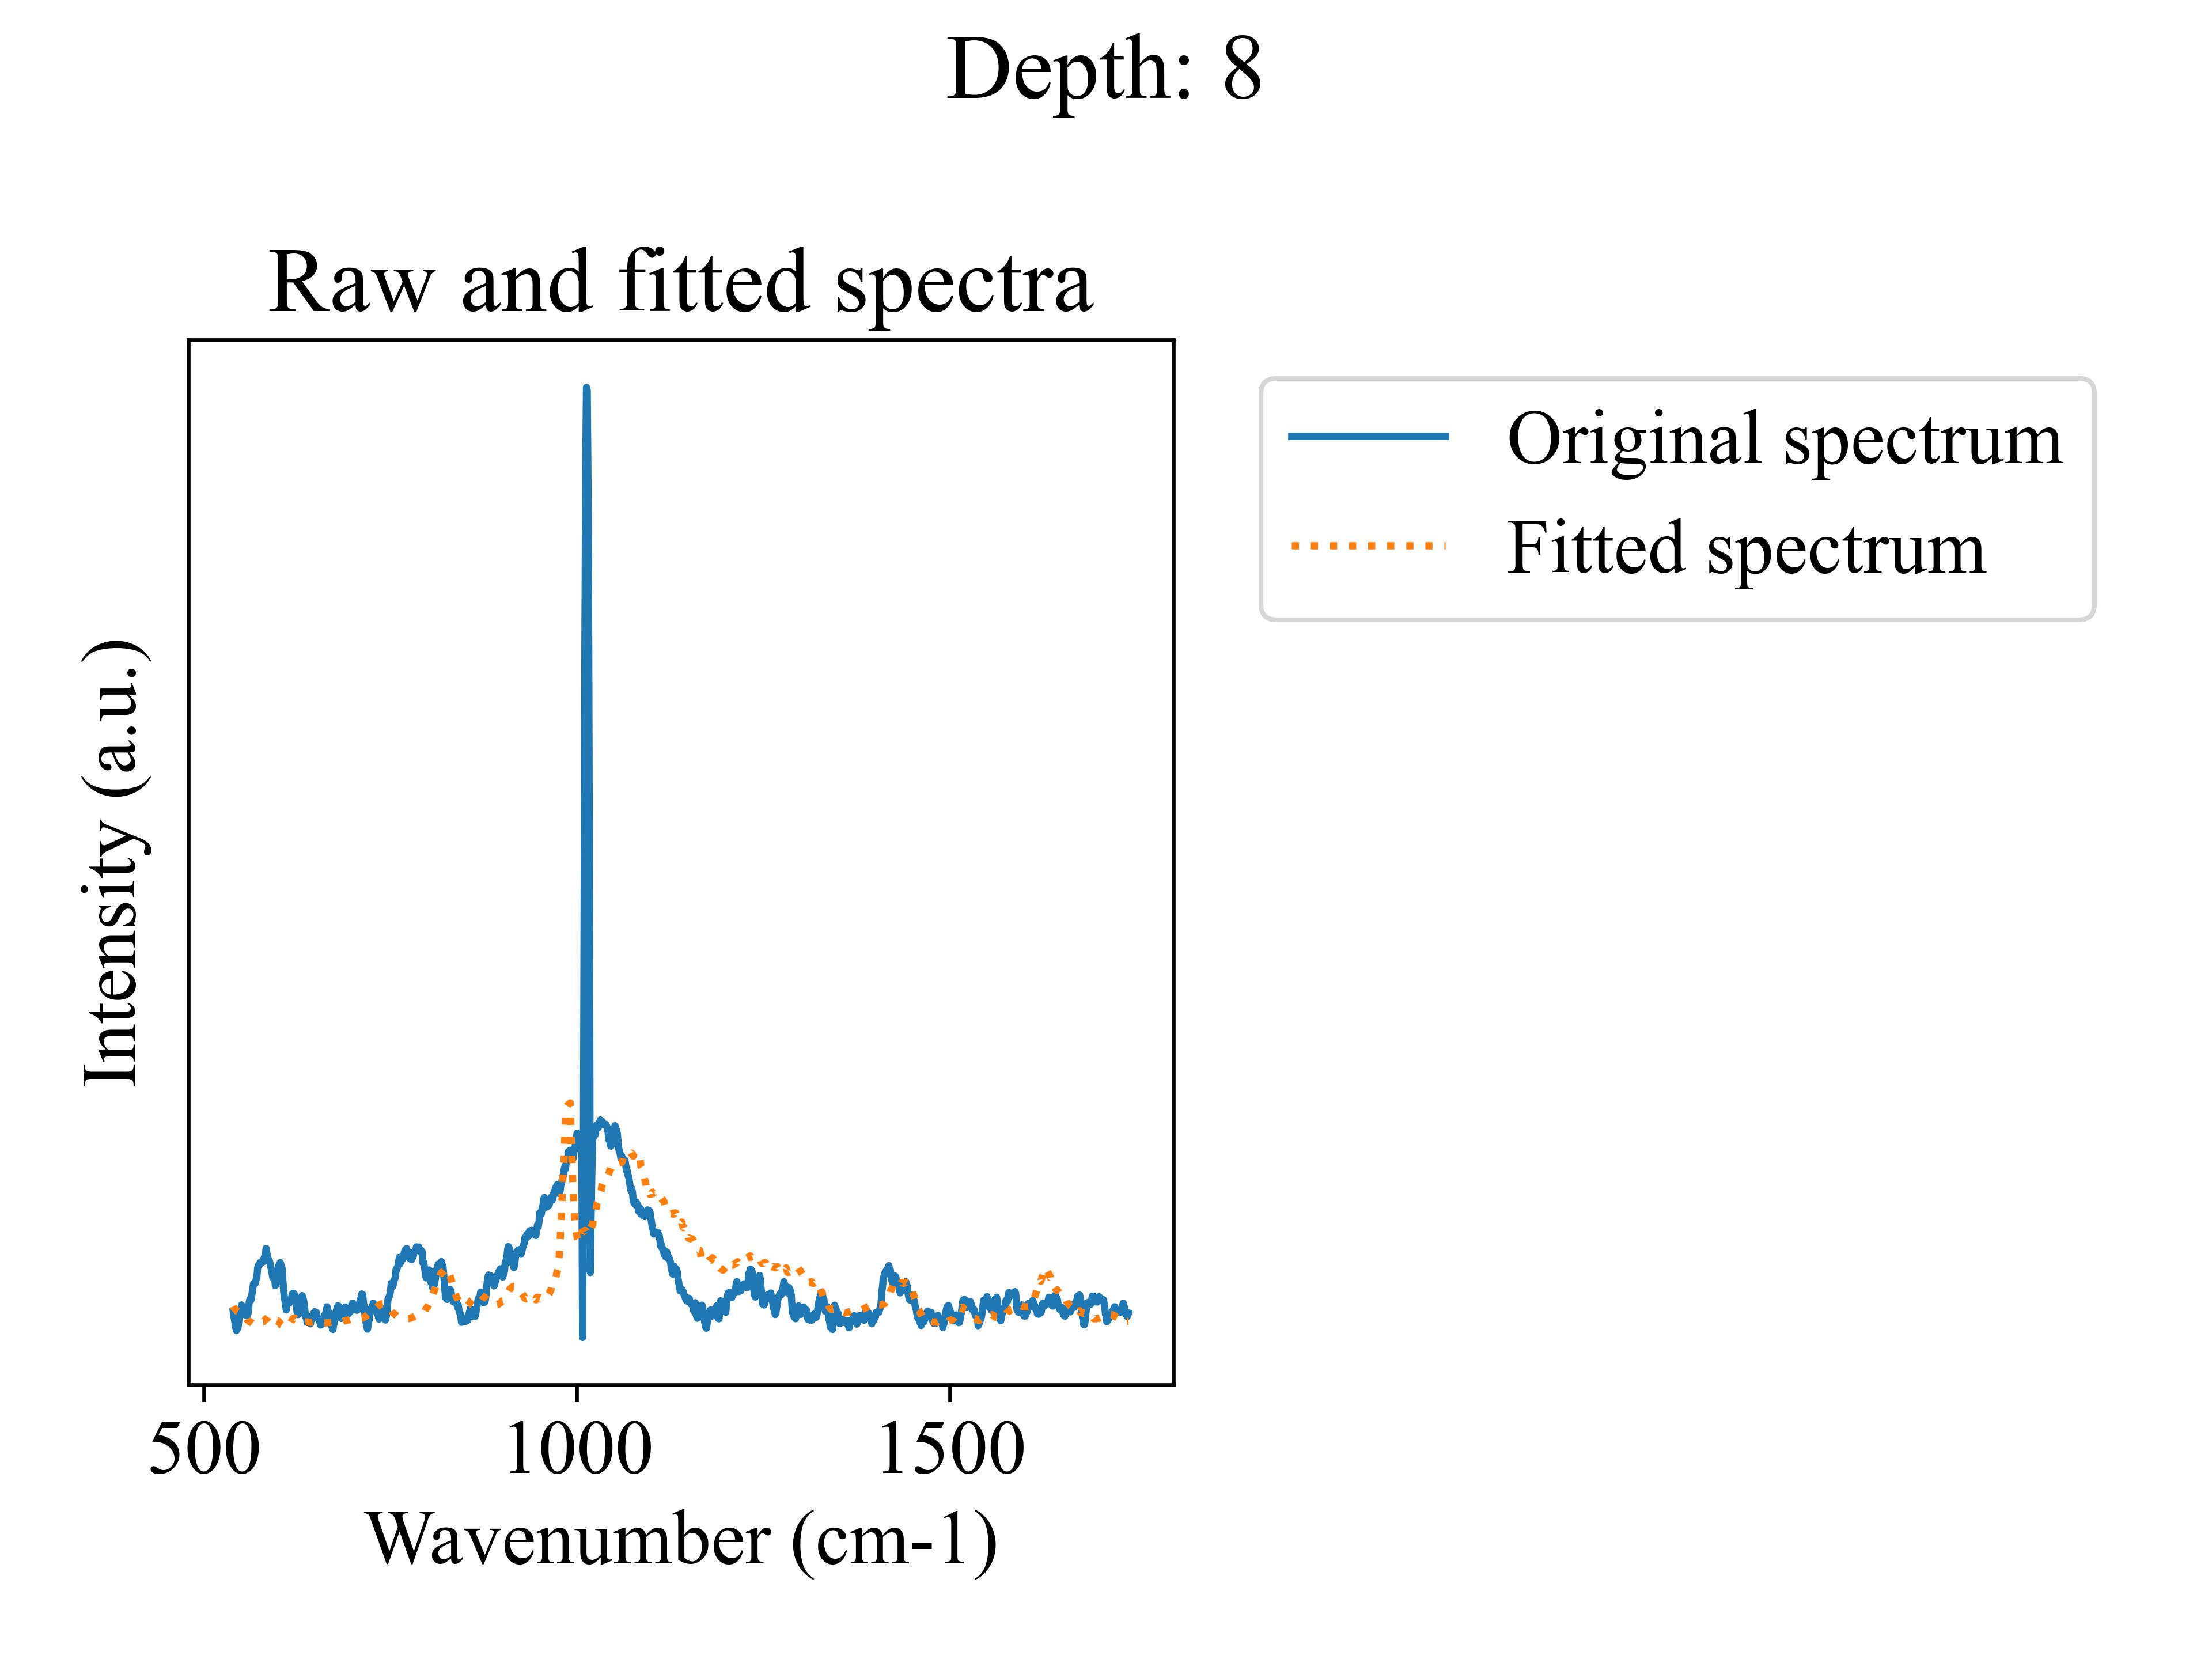 Depth: 8
Raw and fitted spectra
Original spectrum
Fitted spectrum
Intensity (a.u.)
500 1000 1500
Wavenumber (cm-1)